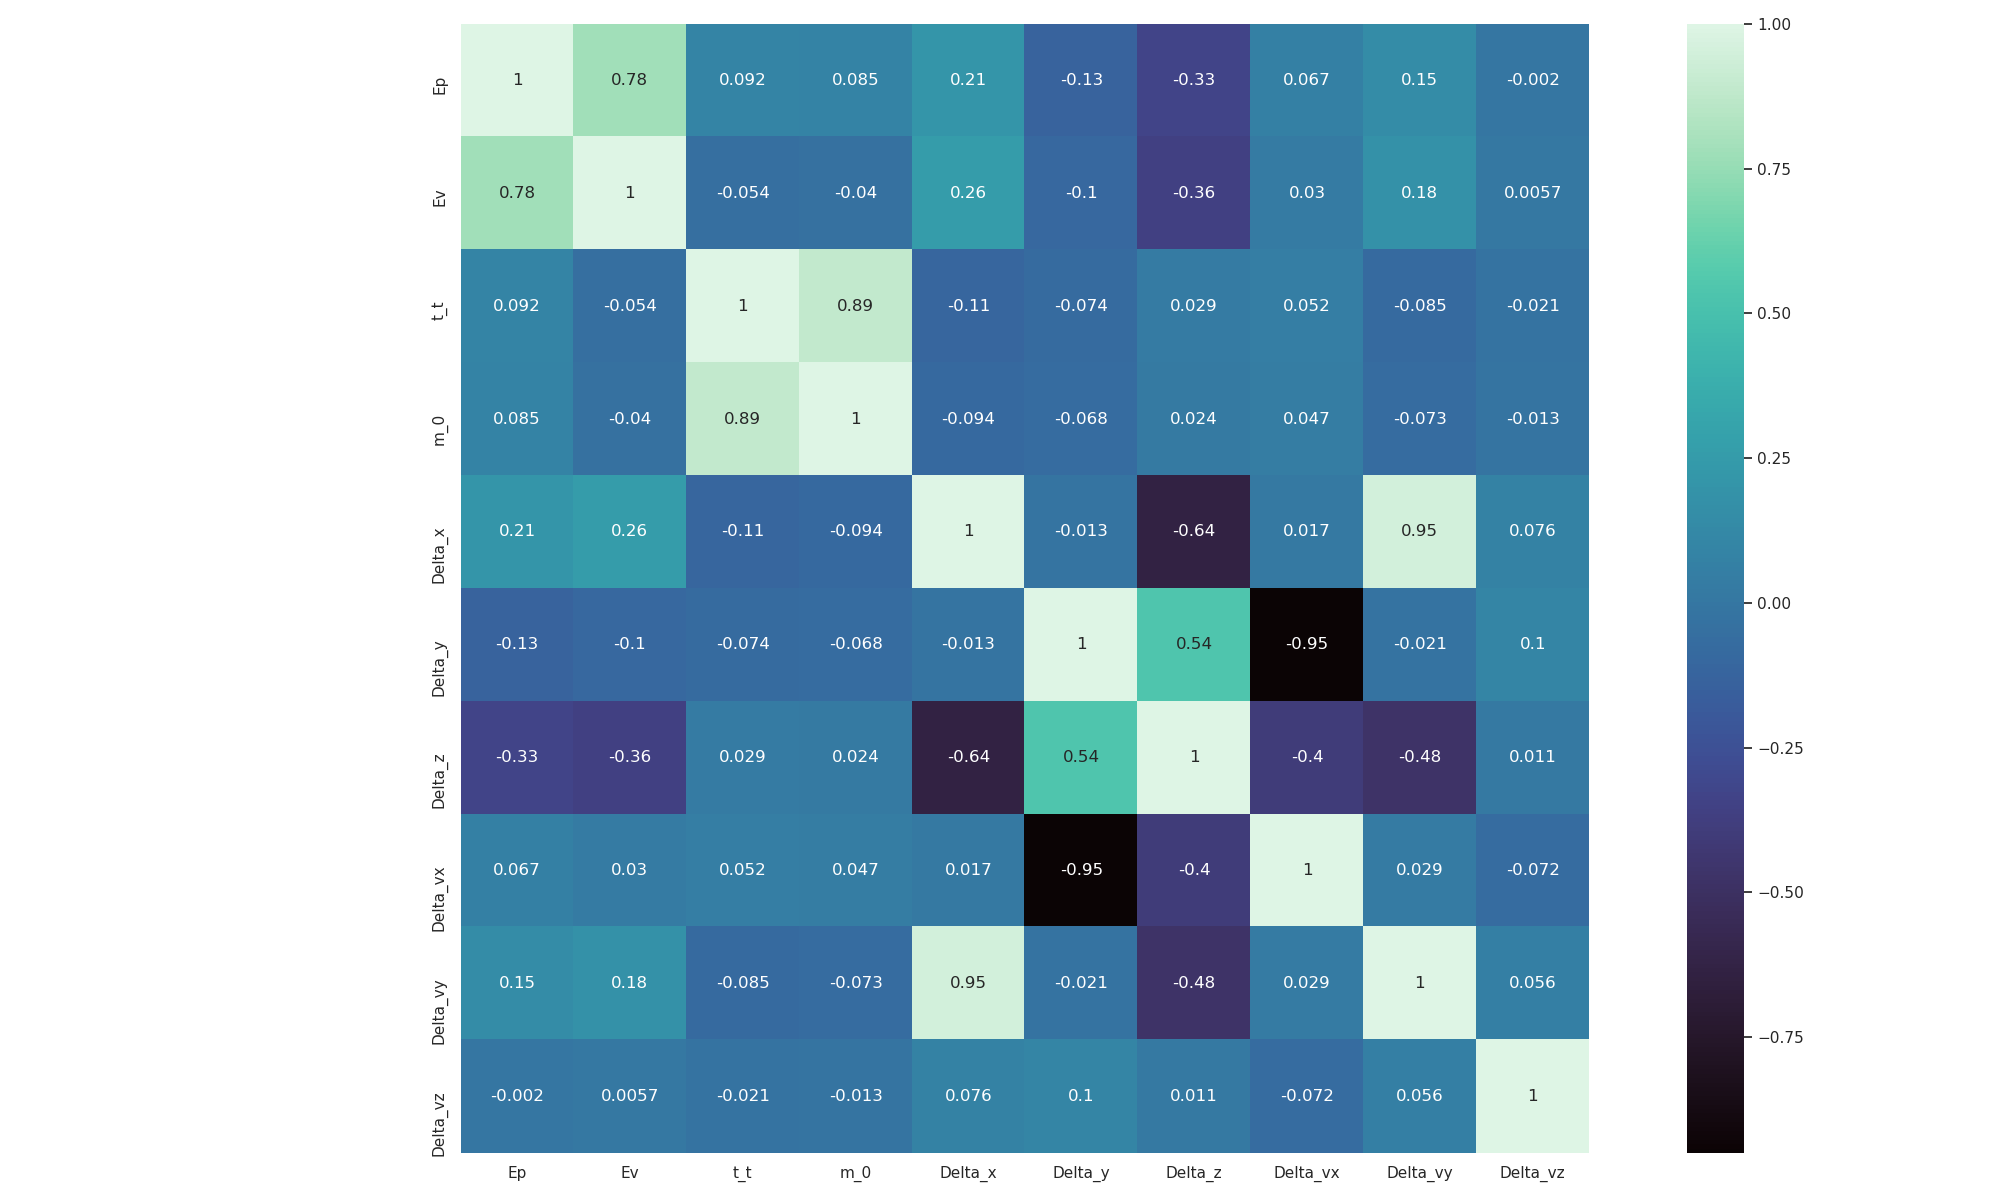 Ep 1 0.78 0.092 0.085 0.21 -0.13 -0.33 0.067 0.15 -0.002
Ev 0.78 1 -0.054 -0.04 0.26 -0.1 -0.36 0.03 0.18 0.0057
t_t 0.092 -0.054 1 0.89 -0.11 -0.074 0.029 0.052 -0.085 -0.021
m_0 0.085 -0.04 0.89 1 -0.094 -0.068 0.024 0.047 -0.073 -0.013
Delta_x 0.21 0.26 -0.11 -0.094 1 -0.013 -0.64 0.017 0.95 0.076
Delta_y -0.13 -0.1 -0.074 -0.068 -0.013 1 0.54 -0.95 -0.021 0.1
Delta_z -0.33 -0.36 0.029 0.024 -0.64 0.54 1 -0.4 -0.48 0.011
Delta_vx 0.067 0.03 0.052 0.047 0.017 -0.95 -0.4 1 0.029 -0.072
Delta_vy 0.15 0.18 -0.085 -0.073 0.95 -0.021 -0.48 0.029 1 0.056
Delta_vz -0.002 0.0057 -0.021 -0.013 0.076 0.1 0.011 -0.072 0.056 1
Ep Ev t_t m_0 Delta_x Delta_y Delta_z Delta_vx Delta_vy Delta_vz
1.00
0.75
0.50
0.25
0.00
−0.25
−0.50
−0.75